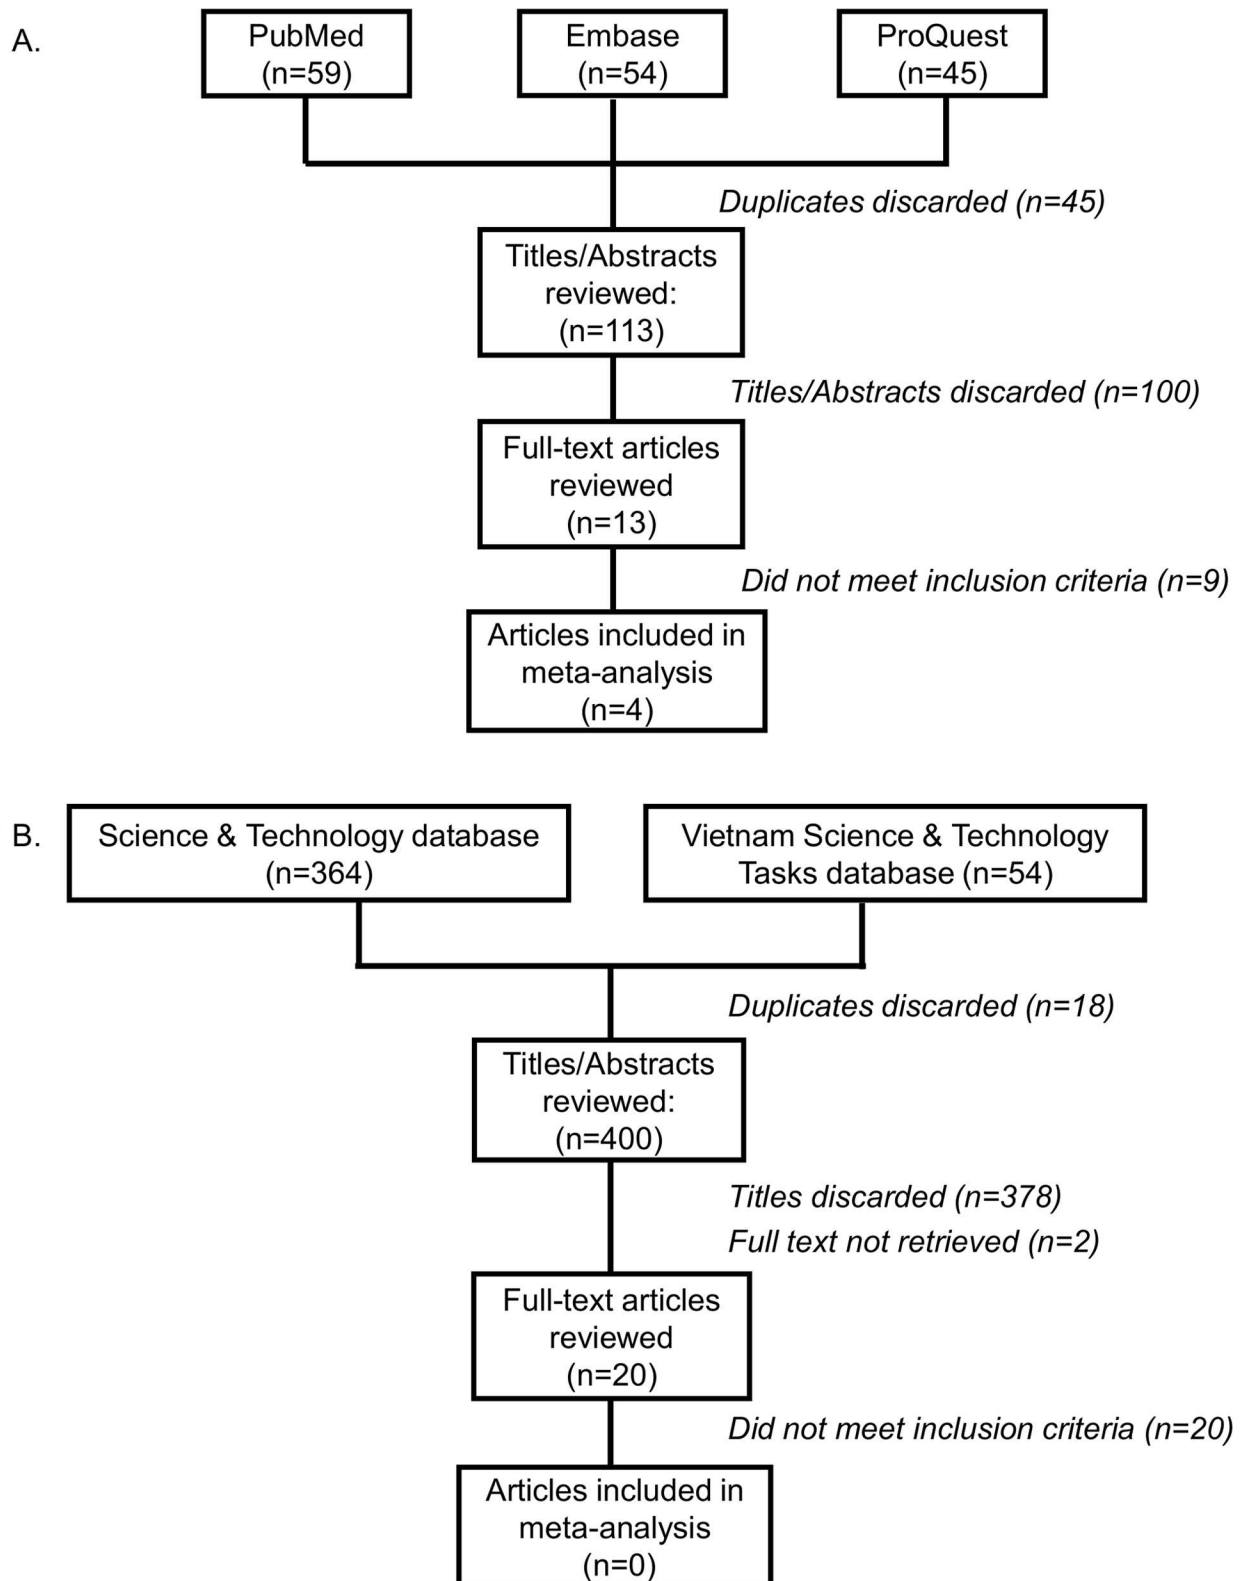 A.
PubMed
(n=59)
Embase
(n=54)
ProQuest
(n=45)
Duplicates discarded (n=45)
Titles/Abstracts
reviewed:
(n=113)
Titles/Abstracts discarded (n=100)
Full-text articles
reviewed
(n=13)
Did not meet inclusion criteria (n=9)
Articles included in
meta-analysis
(n=4)
B.
Science & Technology database
(n=364)
Vietnam Science & Technology
Tasks database (n=54)
Duplicates discarded (n=18)
Titles/Abstracts
reviewed:
(n=400)
Titles discarded (n=378)
Full text not retrieved (n=2)
Full-text articles
reviewed
(n=20)
Did not meet inclusion criteria (n=20)
Articles included in
meta-analysis
(n=0)